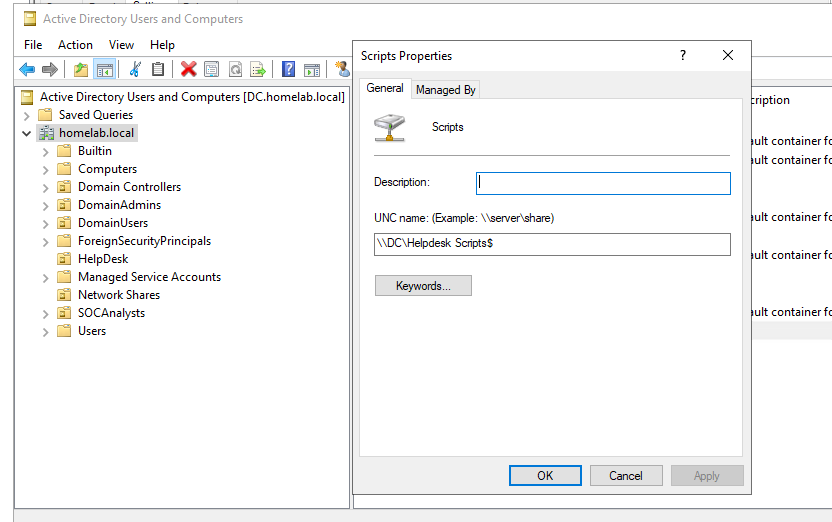 Active Directory Users and Computers
File Action View Help
Active Directory Users and Computers [DC.homelab.local]
Saved Queries
homelab.local
Builtin
Computers
Domain Controllers
DomainAdmins
DomainUsers
ForeignSecurityPrincipals
HelpDesk
Managed Service Accounts
Network Shares
SOCAnalysts
Users
Scripts Properties
?
General Managed By
Scripts
Description:
UNC name: (Example: \\server\share)
\\DC\Helpdesk Scripts$
Keywords...
OK Cancel Apply
cription
ault container fo
ault container fo
ault container fo
ault container fo
ault container fo